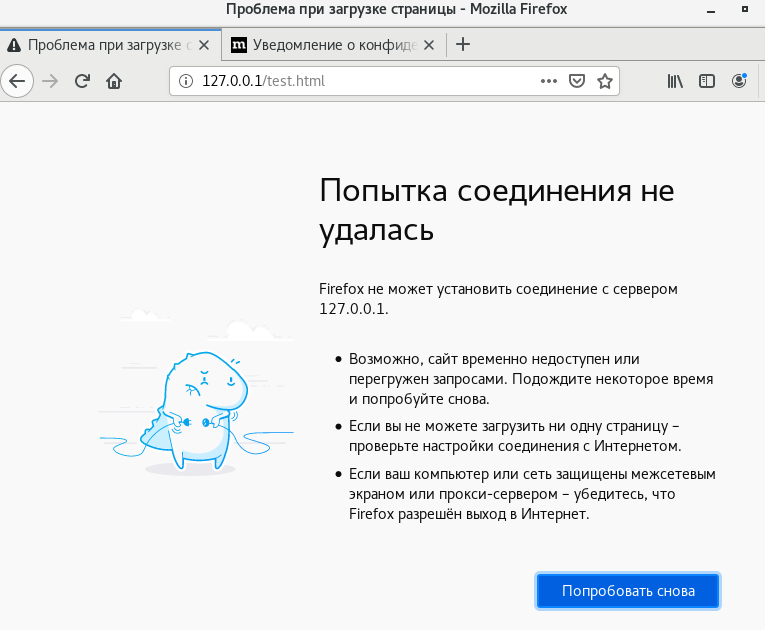 Проблема при загрузке страницы - Mozilla Firefox
Проблема при загрузке с
m Уведомление о конфиде
127.0.0.1/test.html
Попытка соединения не
удалась
Firefox не может установить соединение с сервером
127.0.0.1.
Возможно, сайт временно недоступен или
перегружен запросами. Подождите некоторое время
и попробуйте снова.
Если вы не можете загрузить ни одну страницу –
проверьте настройки соединения с Интернетом.
Если ваш компьютер или сеть защищены межсетевым
экраном или прокси-сервером – убедитесь, что
Firefox разрешён выход в Интернет.
Попробовать снова